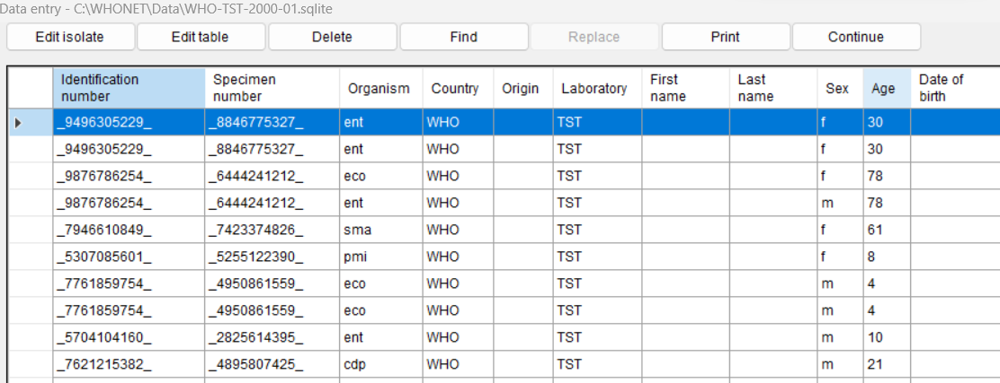 Data entry - C:\WHONET\Data\WHO-TST-2000-01.sqlite
Edit isolate Edit table Delete Find Replace Print Continue
Identification number Specimen number Organism Country Origin Laboratory First name Last name Sex Age Date of birth
_9496305229_ _8846775327_ ent WHO TST f 30
_9496305229_ _8846775327_ ent WHO TST f 30
_9876786254_ _6444241212_ eco WHO TST f 78
_9876786254_ _6444241212_ ent WHO TST m 78
_7946610849_ _7423374826_ sma WHO TST f 61
_5307085601_ _5255122390_ pmi WHO TST f 8
_7761859754_ _4950861559_ eco WHO TST m 4
_7761859754_ _4950861559_ eco WHO TST m 4
_5704104160_ _2825614395_ ent WHO TST m 10
_7621215382_ _4895807425_ cdp WHO TST m 21